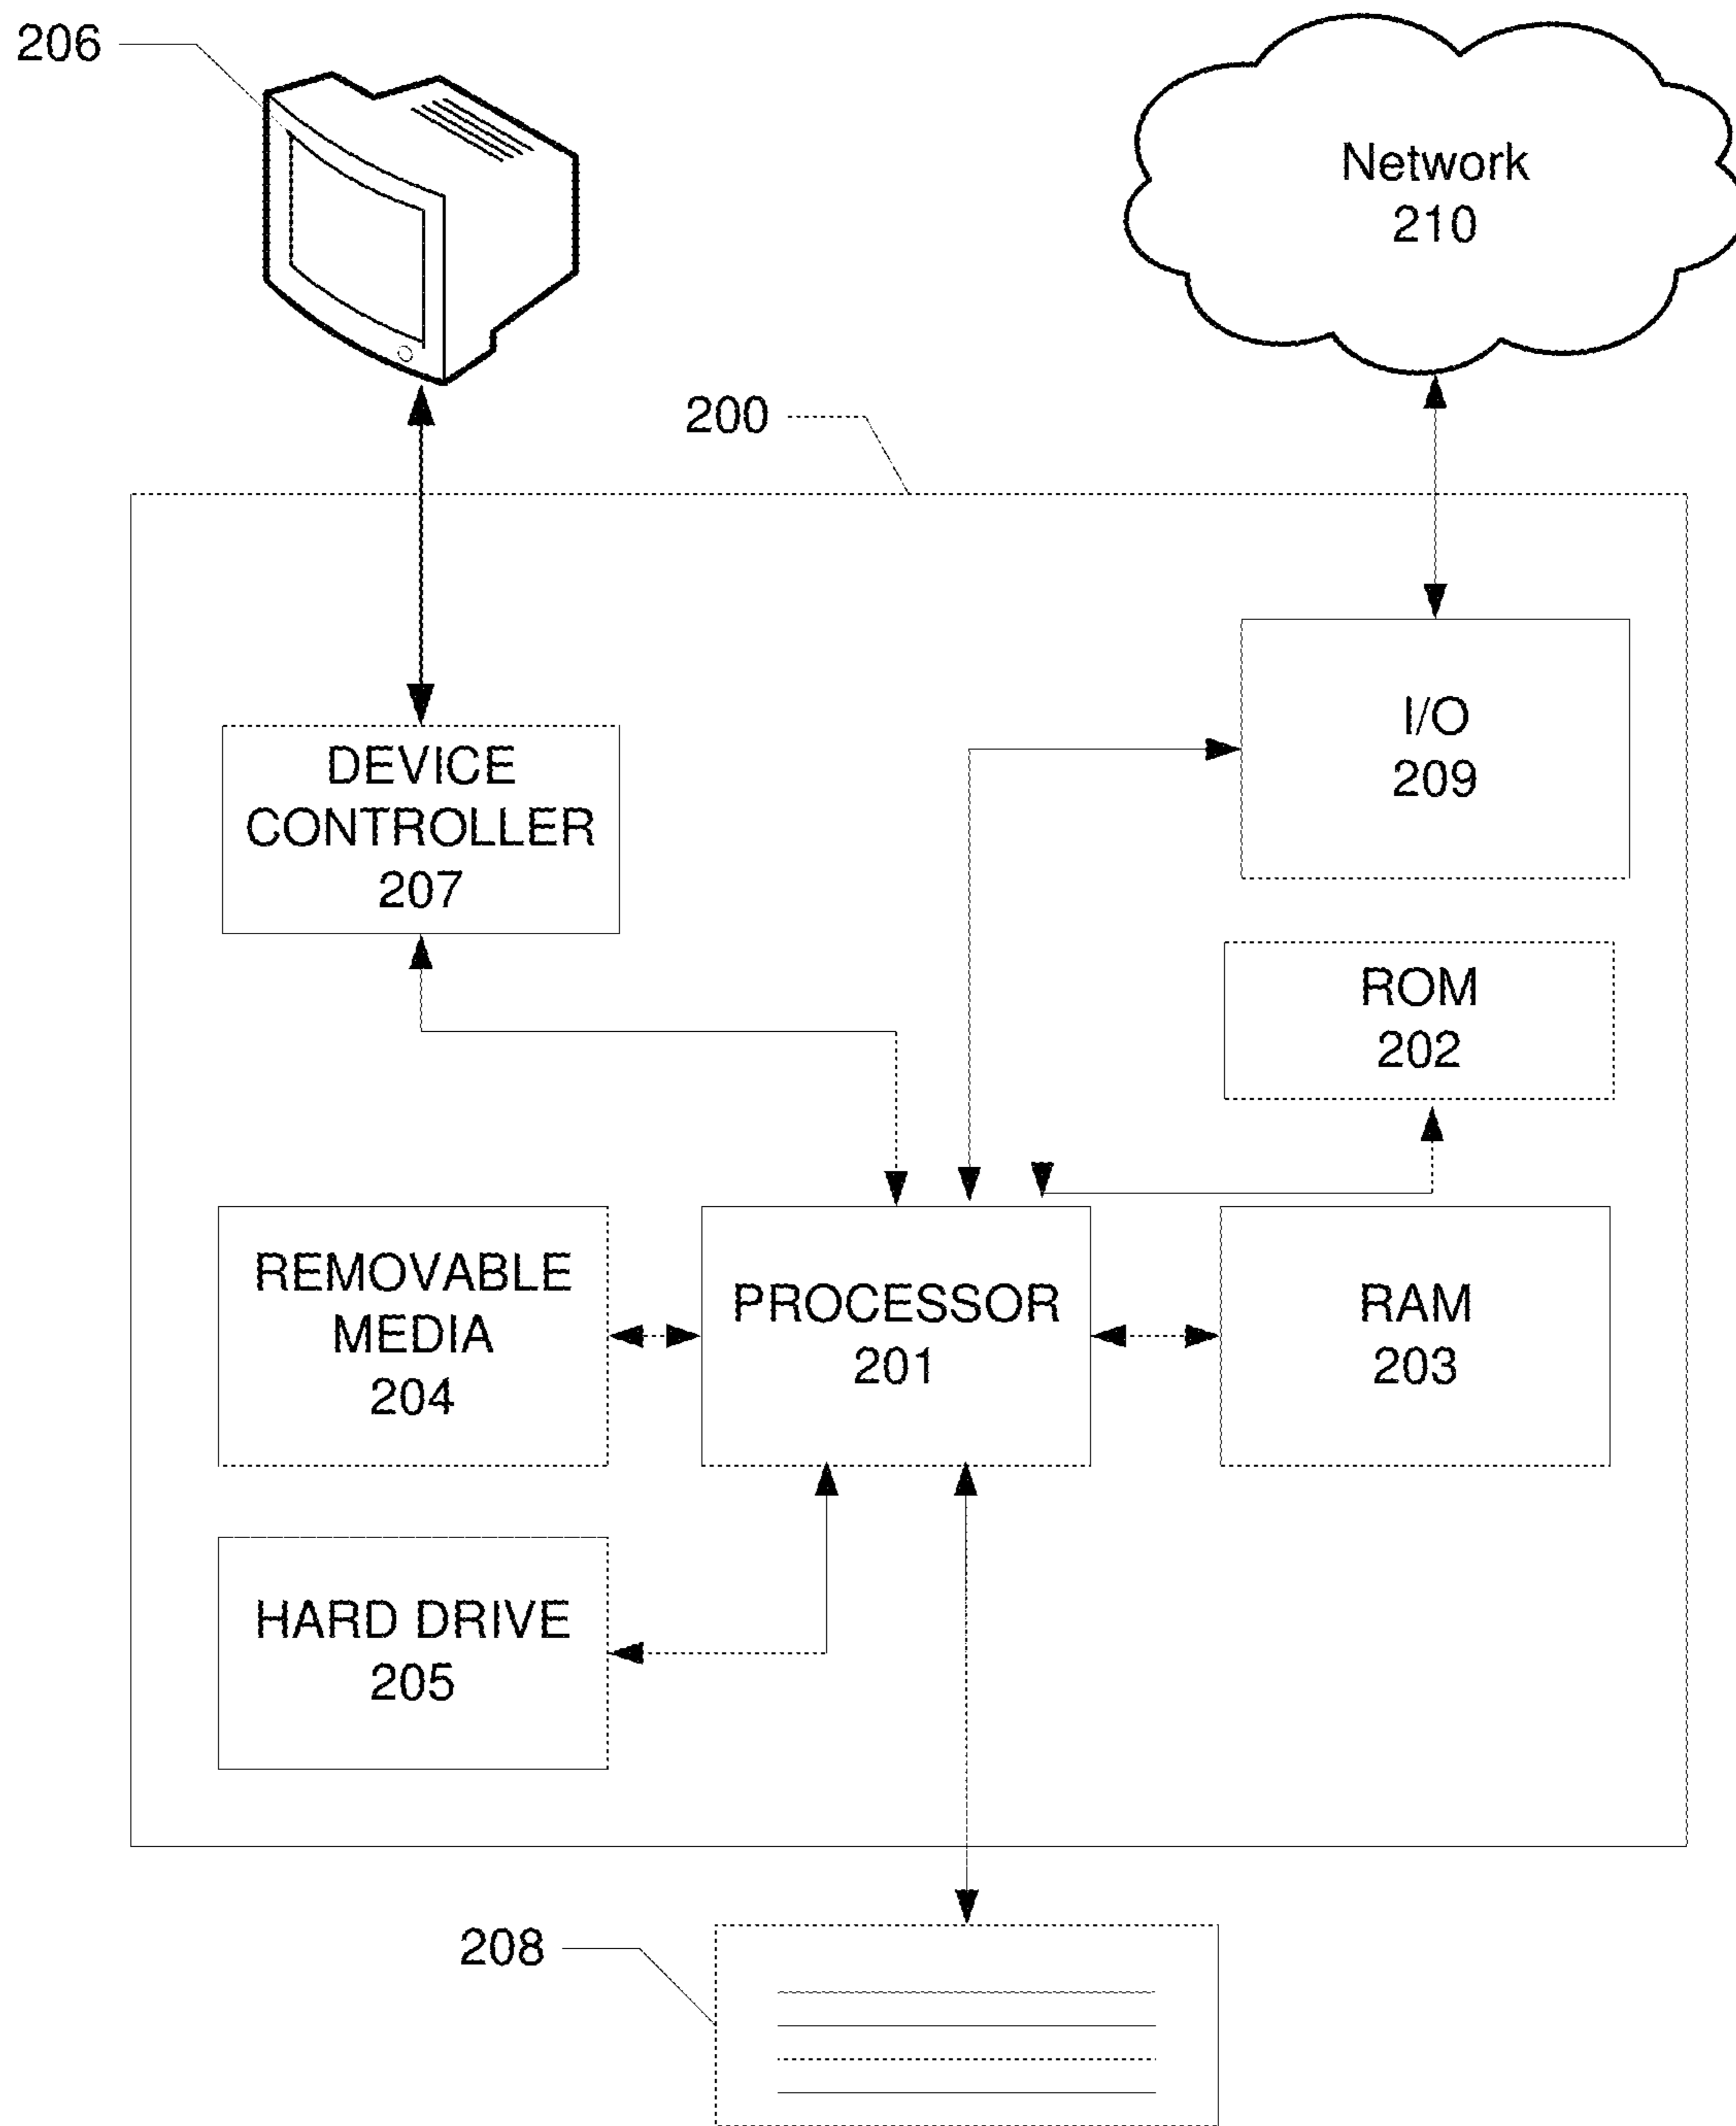 206
Network
210
200
I/O
209
DEVICE
CONTROLLER
207
ROM
202
REMOVABLE
MEDIA
204
PROCESSOR
201
RAM
203
HARD DRIVE
205
208